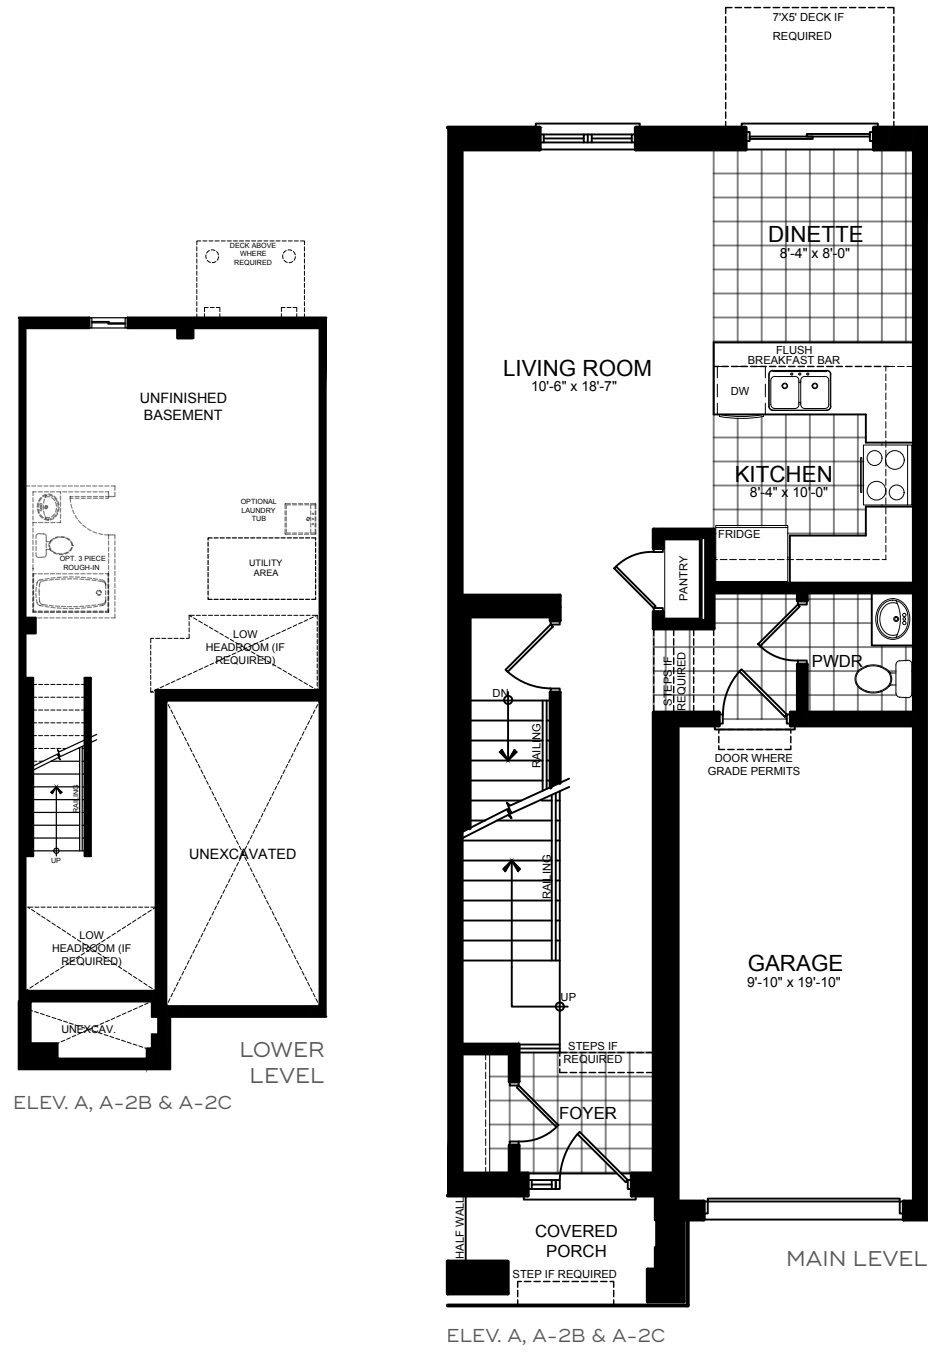 DECK ABOVE
WHERE
REQUIRED
UNFINISHED
BASEMENT
OPTIONAL
LAUNDRY
TUB
OPT. 3 PIECE
ROUGH-IN
UTILITY
AREA
LOW
HEADROOM (IF
REQUIRED)
RAILING
UP
UNEXCAVATED
LOW
HEADROOM (IF
REQUIRED)
UNEXCAV.
LOWER
LEVEL
ELEV. A, A-2B & A-2C
7'X5' DECK IF
REQUIRED
DINETTE
8'-4" x 8'-0"
FLUSH
BREAKFAST BAR
LIVING ROOM
10'-6" x 18'-7"
DW
KITCHEN
8'-4" x 10'-0"
FRIDGE
PANTRY
PWDR
STEPS IF
REQUIRED
DN
RAILING
DOOR WHERE
GRADE PERMITS
RAILING
GARAGE
9'-10" x 19'-10"
UP
STEPS IF
REQUIRED
FOYER
HALF WALL
COVERED
PORCH
STEP IF REQUIRED
MAIN LEVEL
ELEV. A, A-2B & A-2C